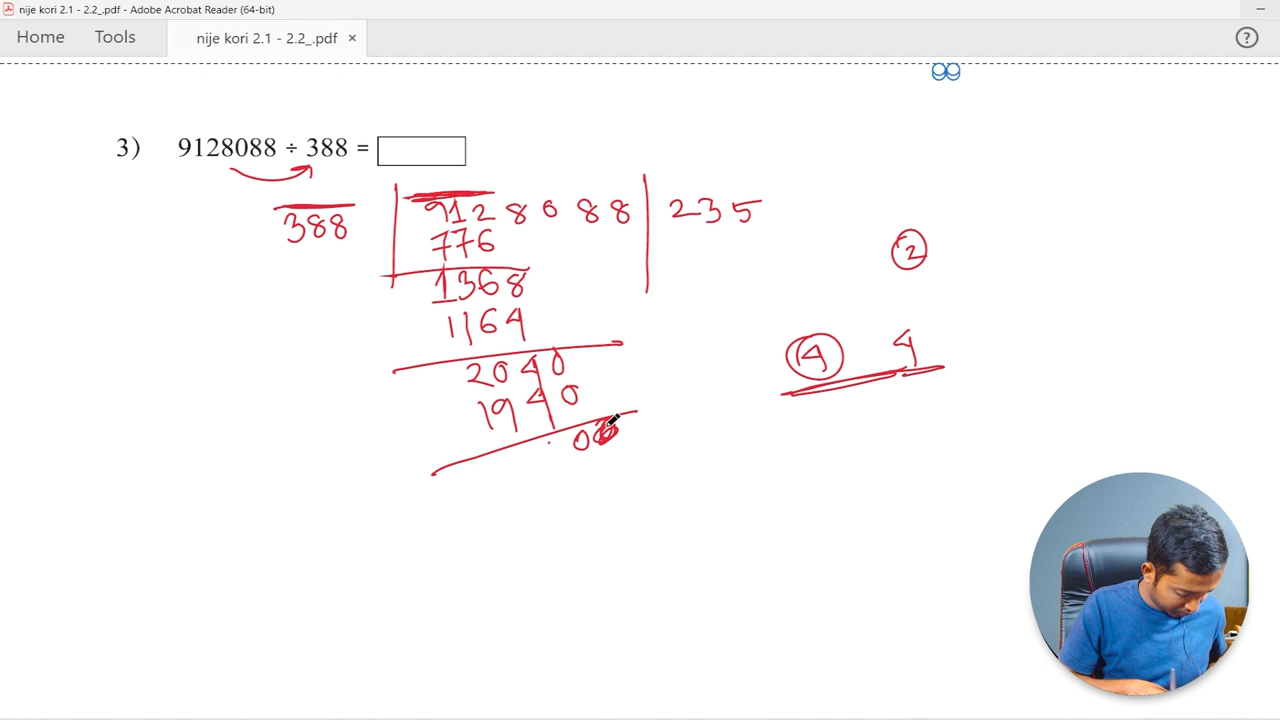 nije kori 2.1 - 2.2_.pdf - Adobe Acrobat Reader (64-bit)
Home Tools nije kori 2.1 - 2.2_.pdf × ?
3) 9128088 ÷ 388 =
388 9128088 235
776
1368
1164
2040
1940
0
2
4 4